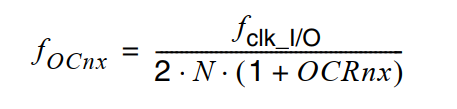 f_OCnx = f_clk_I/O / (2 · N · (1 + OCRnx))